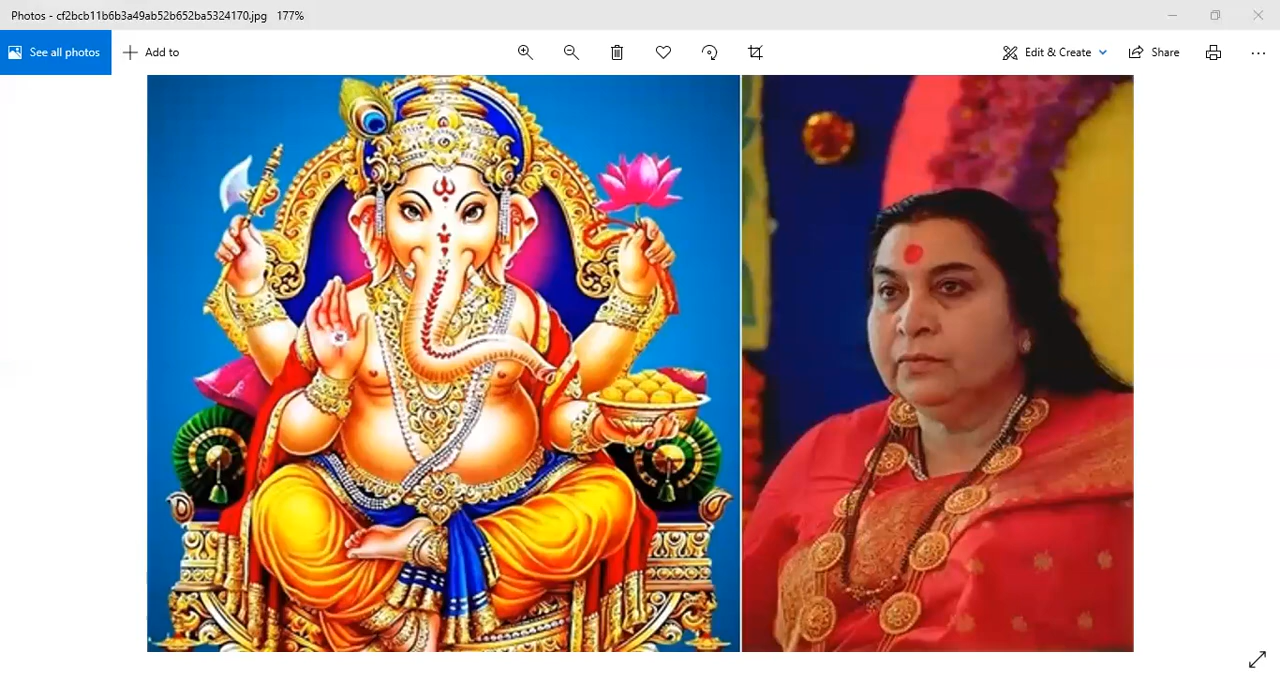 Photos - cf2bcb11b6b3a49ab52b652ba5324170.jpg 177%
See all photos
Add to
Edit & Create
Share